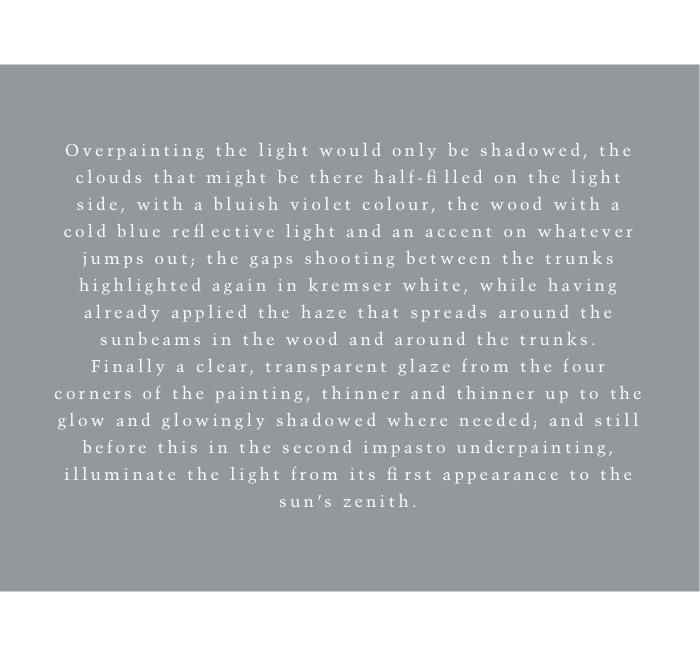 Overpainting the light would only be shadowed, the
clouds that might be there half-filled on the light
side, with a bluish violet colour, the wood with a
cold blue reflective light and an accent on whatever
jumps out; the gaps shooting between the trunks
highlighted again in kremser white, while having
already applied the haze that spreads around the
sunbeams in the wood and around the trunks.
Finally a clear, transparent glaze from the four
corners of the painting, thinner and thinner up to the
glow and glowingly shadowed where needed; and still
before this in the second impasto underpainting,
illuminate the light from its first appearance to the
sun's zenith.